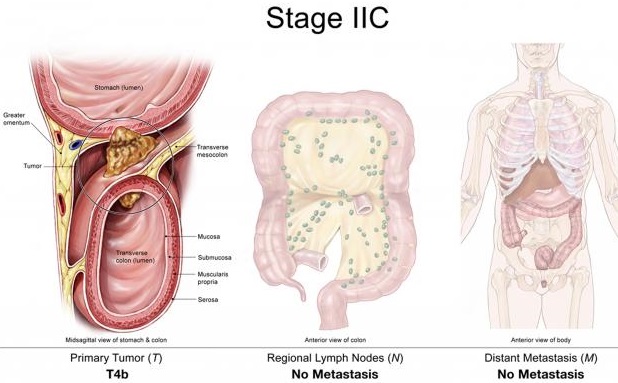 Stage IIC
Stomach (lumen)
Greater
omentum
Tumor
Transverse
mesocolon
Mucosa
Transverse
colon (lumen)
Submucosa
Muscularis
propria
Serosa
Midsagittal view of stomach & colon
Anterior view of colon
Anterior view of body
Primary Tumor (T)
T4b
Regional Lymph Nodes (N)
No Metastasis
Distant Metastasis (M)
No Metastasis